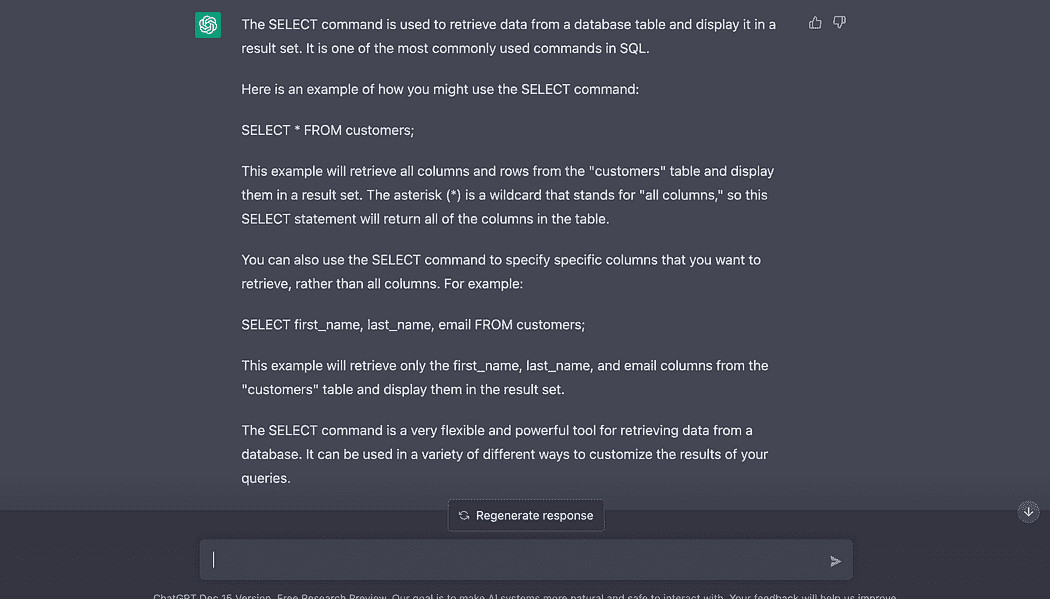 The SELECT command is used to retrieve data from a database table and display it in a
result set. It is one of the most commonly used commands in SQL.
Here is an example of how you might use the SELECT command:
SELECT * FROM customers;
This example will retrieve all columns and rows from the "customers" table and display
them in a result set. The asterisk (*) is a wildcard that stands for "all columns," so this
SELECT statement will return all of the columns in the table.
You can also use the SELECT command to specify specific columns that you want to
retrieve, rather than all columns. For example:
SELECT first_name, last_name, email FROM customers;
This example will retrieve only the first_name, last_name, and email columns from the
"customers" table and display them in the result set.
The SELECT command is a very flexible and powerful tool for retrieving data from a
database. It can be used in a variety of different ways to customize the results of your
queries.
Regenerate response
ChatGPT Dec 15 Version. Free Research Preview. Our goal is to make AI systems more natural and safe to interact with. Your feedback will help us improve.